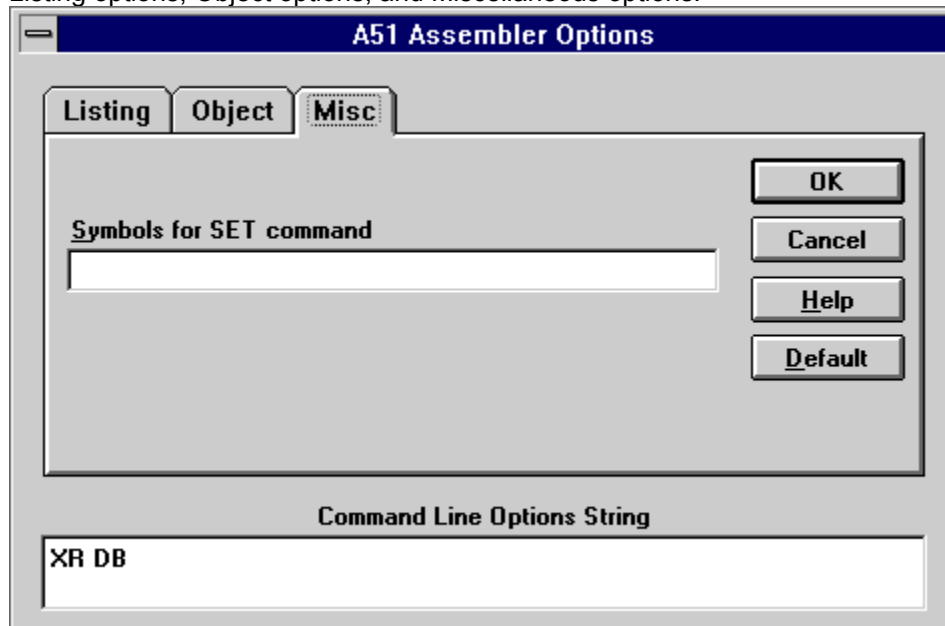 Listing options, Object options, and miscellaneous options.
A51 Assembler Options
Listing Object Misc
OK
Symbols for SET command
Cancel
Help
Default
Command Line Options String
XR DB